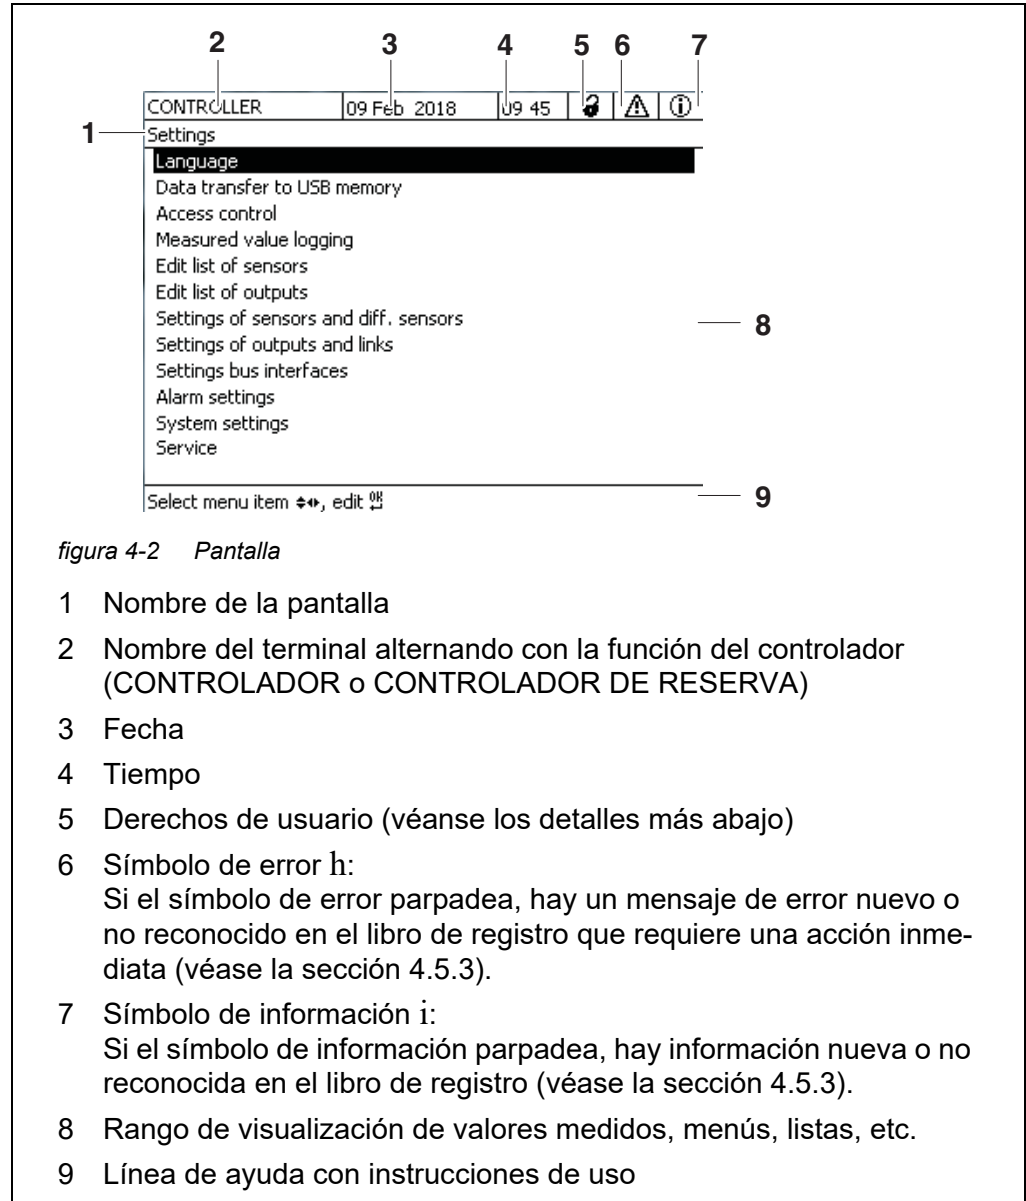 2 3 4 5 6 7
CONTROLLER 09 Feb 2018 09 45
1
Settings
Language
Data transfer to USB memory
Access control
Measured value logging
Edit list of sensors
Edit list of outputs
Settings of sensors and diff. sensors
8
Settings of outputs and links
Settings bus interfaces
Alarm settings
System settings
Service
Select menu item, edit OK
9
figura 4-2 Pantalla
1 Nombre de la pantalla
2 Nombre del terminal alternando con la función del controlador
(CONTROLADOR o CONTROLADOR DE RESERVA)
3 Fecha
4 Tiempo
5 Derechos de usuario (véanse los detalles más abajo)
6 Símbolo de error h:
Si el símbolo de error parpadea, hay un mensaje de error nuevo o
no reconocido en el libro de registro que requiere una acción inme-
diata (véase la sección 4.5.3).
7 Símbolo de información i:
Si el símbolo de información parpadea, hay información nueva o no
reconocida en el libro de registro (véase la sección 4.5.3).
8 Rango de visualización de valores medidos, menús, listas, etc.
9 Línea de ayuda con instrucciones de uso